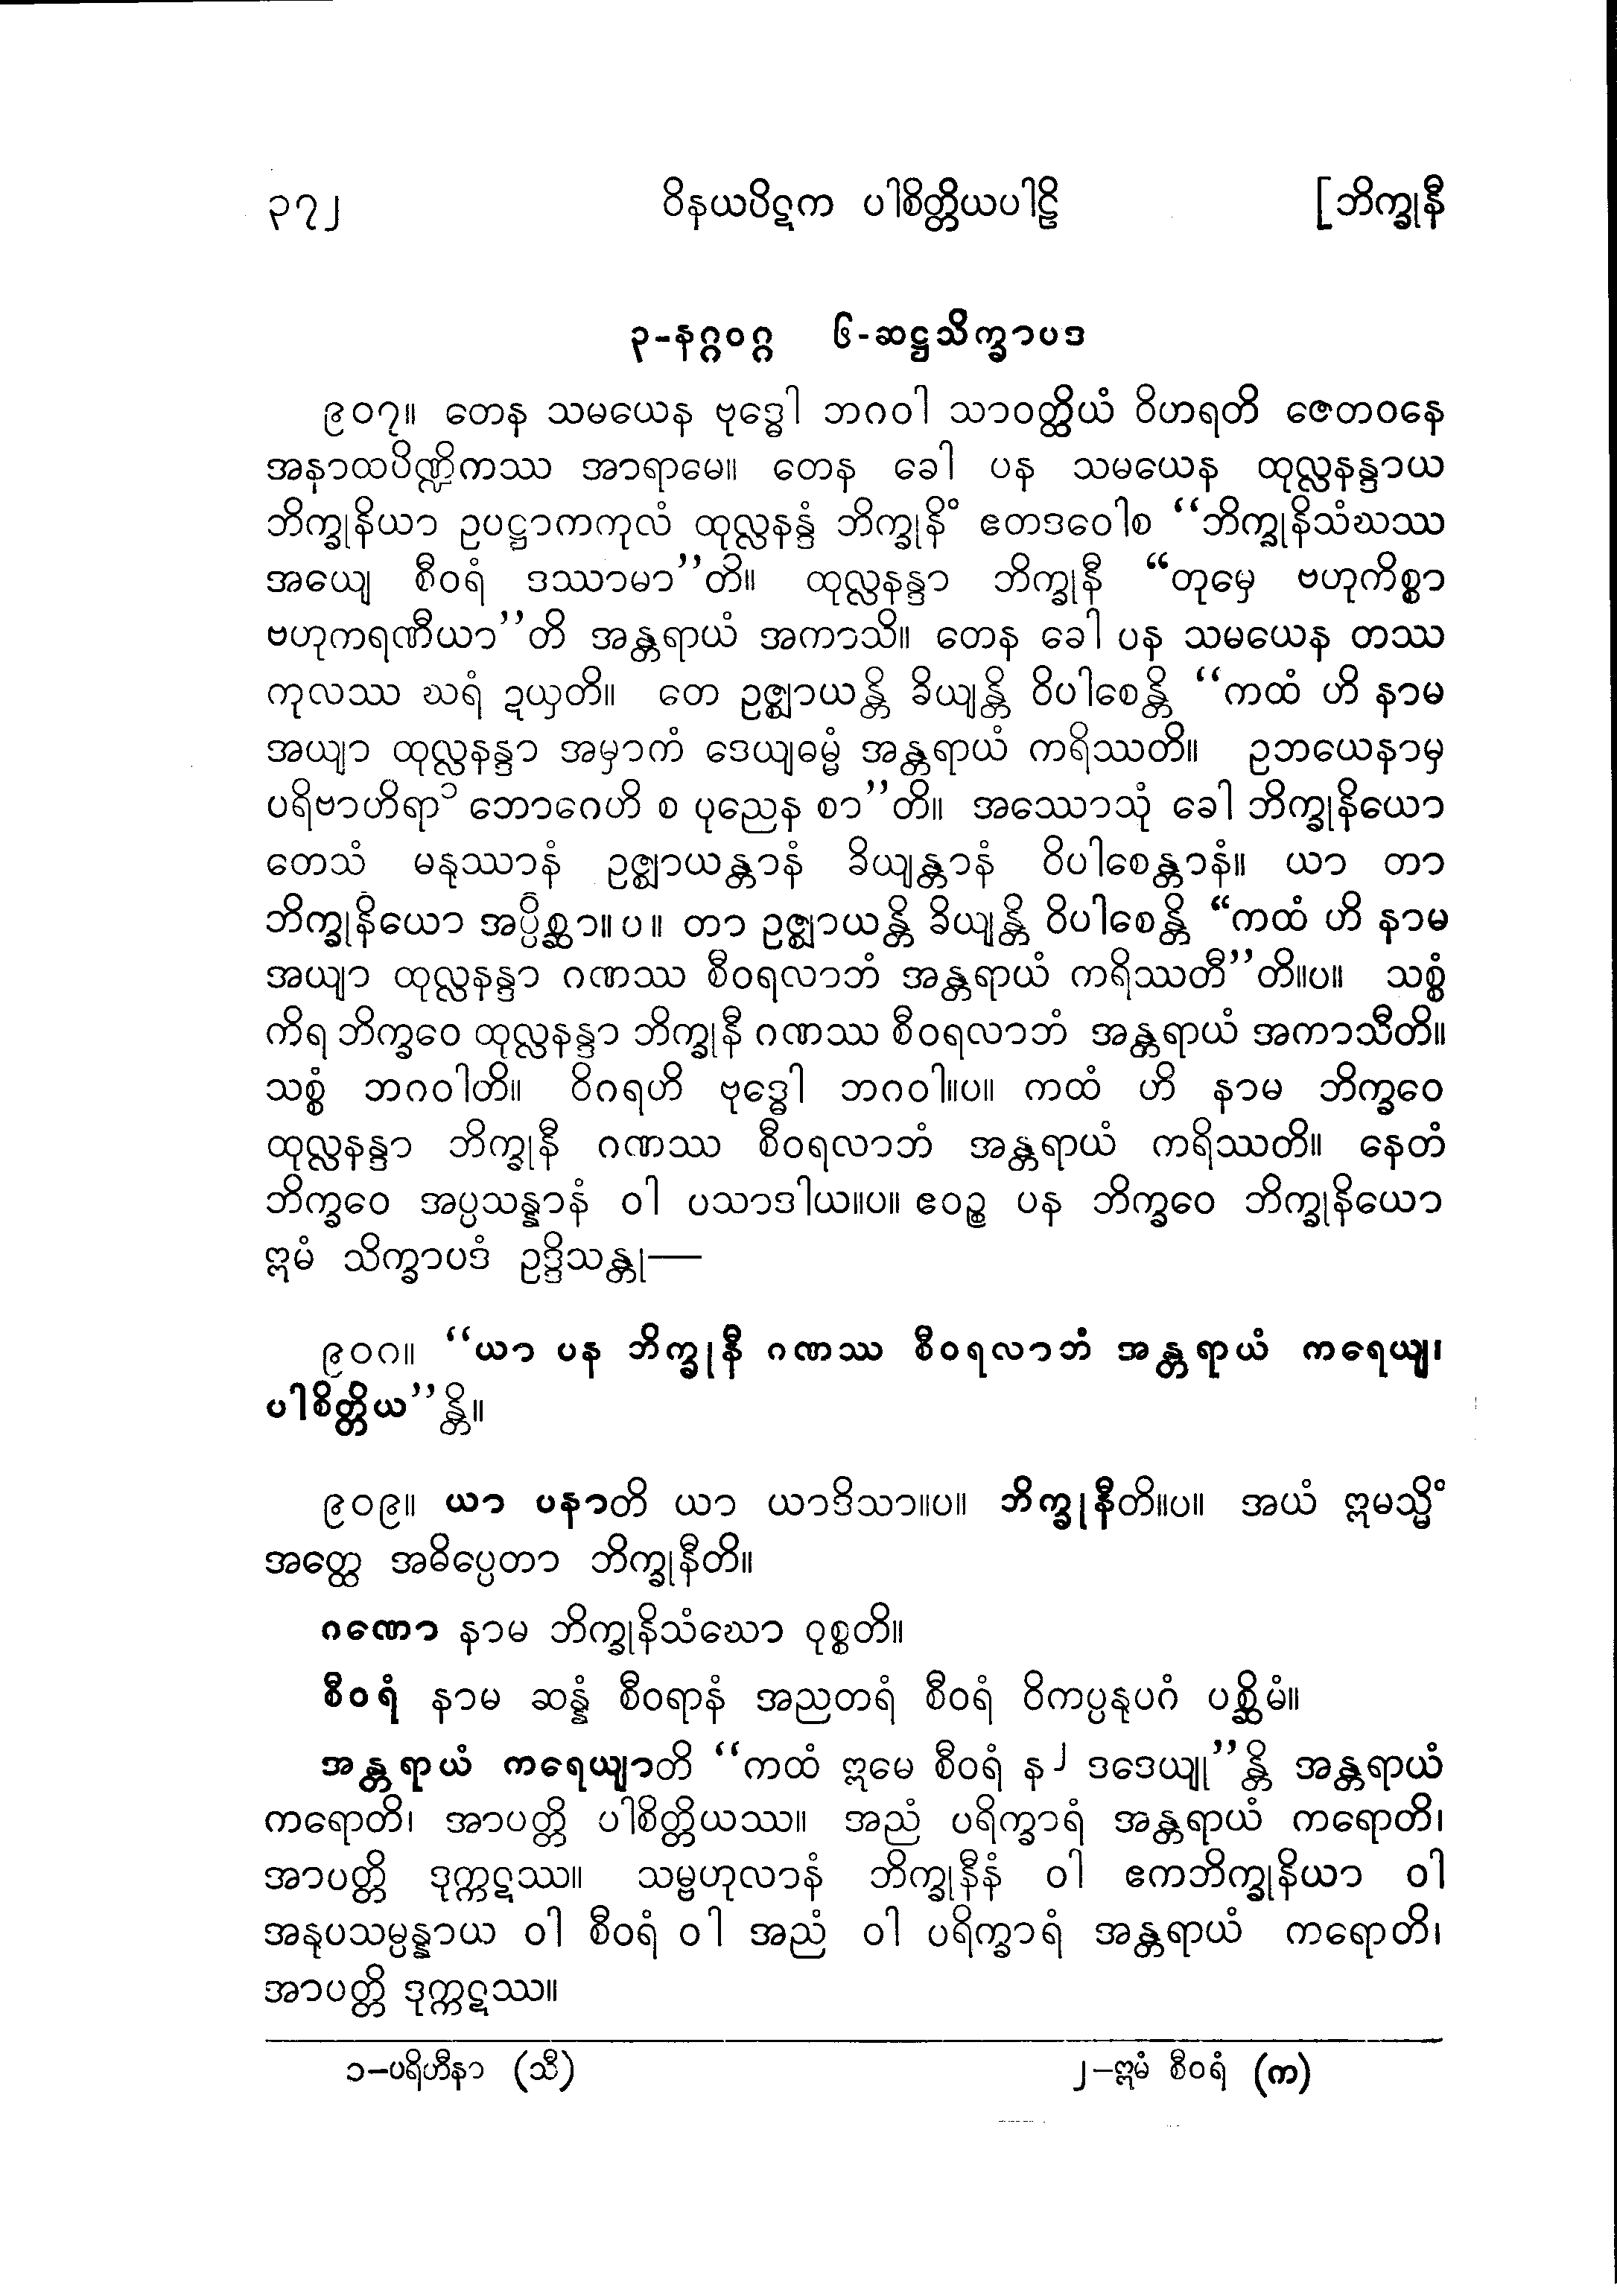 ၃၇၂ ဝိနယပိဋက ပါစိတ္တိယပါဠိ [ဘိက္ခုနီ
၃-နဂ္ဂဝဂ္ဂ ၆-ဆဋ္ဌသိက္ခာပဒ
၉၀၇။ တေန သမယေန ဗုဒ္ဓေါ ဘဂဝါ သာဝတ္ထိယံ ဝိဟရတိ ဇေတဝနေ
အနာထပိဏ္ဍိကဿ အာရာမေ။ တေန ခေါ ပန သမယေန ထုလ္လနန္ဒာယ
ဘိက္ခုနိယာ ဥပဋ္ဌာကကုလံ ထုလ္လနန္ဒံ ဘိက္ခုနိံ ဧတဒဝေါစ “ဘိက္ခုနိသံဃဿ
အယျေ စီဝရံ ဒဿာမာ”တိ။ ထုလ္လနန္ဒာ ဘိက္ခုနီ “တုမှေ ဗဟုကိစ္စာ
ဗဟုကရဏီယာ”တိ အန္တရာယံ အကာသိ။ တေန ခေါ ပန သမယေန တဿ
ကုလဿ ဃရံ ဍယှတိ။ တေ ဥဇ္ဈာယန္တိ ခိယျန္တိ ဝိပါစေန္တိ “ကထံ ဟိ နာမ
အယျာ ထုလ္လနန္ဒာ အမှာကံ ဒေယျဓမ္မံ အန္တရာယံ ကရိဿတိ။ ဥဘယေနာမှ
ပရိဗာဟိရာ၁ ဘောဂေဟိ စ ပုညေန စာ”တိ။ အဿောသုံ ခေါ ဘိက္ခုနိယော
တေသံ မနုဿာနံ ဥဇ္ဈာယန္တာနံ ခိယျန္တာနံ ဝိပါစေန္တာနံ။ ယာ တာ
ဘိက္ခုနိယော အပ္ပိစ္ဆာ။ပ။ တာ ဥဇ္ဈာယန္တိ ခိယျန္တိ ဝိပါစေန္တိ “ကထံ ဟိ နာမ
အယျာ ထုလ္လနန္ဒာ ဂဏဿ စီဝရလာဘံ အန္တရာယံ ကရိဿတီ”တိ။ပ။ သစ္စံ
ကိရ ဘိက္ခဝေ ထုလ္လနန္ဒာ ဘိက္ခုနီ ဂဏဿ စီဝရလာဘံ အန္တရာယံ အကာသီတိ။
သစ္စံ ဘဂဝါတိ။ ဝိဂရဟိ ဗုဒ္ဓေါ ဘဂဝါ။ပ။ ကထံ ဟိ နာမ ဘိက္ခဝေ
ထုလ္လနန္ဒာ ဘိက္ခုနီ ဂဏဿ စီဝရလာဘံ အန္တရာယံ ကရိဿတိ။ နေတံ
ဘိက္ခဝေ အပ္ပသန္နာနံ ဝါ ပသာဒါယ။ပ။ ဧဝဉ္စ ပန ဘိက္ခဝေ ဘိက္ခုနိယော
ဣမံ သိက္ခာပဒံ ဥဒ္ဒိသန္တု—
၉၀ဂ။ “ယာ ပန ဘိက္ခုနီ ဂဏဿ စီဝရလာဘံ အန္တရာယံ ကရေယျ၊
ပါစိတ္တိယ”န္တိ။
၉၀၉။ ယာ ပနာတိ ယာ ယာဒိသာ။ပ။ ဘိက္ခုနီတိ။ပ။ အယံ ဣမသ္မိံ
အတ္ထေ အဓိပ္ပေတာ ဘိက္ခုနီတိ။
ဂဏော နာမ ဘိက္ခုနိသံဃော ဝုစ္စတိ။
စီဝရံ နာမ ဆန္နံ စီဝရာနံ အညတရံ စီဝရံ ဝိကပ္ပနုပဂံ ပစ္ဆိမံ။
အန္တရာယံ ကရေယျာတိ “ကထံ ဣမေ စီဝရံ န၂ ဒဒေယျု”န္တိ အန္တရာယံ
ကရောတိ၊ အာပတ္တိ ပါစိတ္တိယဿ။ အညံ ပရိက္ခာရံ အန္တရာယံ ကရောတိ၊
အာပတ္တိ ဒုက္ကဋဿ။ သမ္ဗဟုလာနံ ဘိက္ခုနီနံ ဝါ ဧကဘိက္ခုနိယာ ဝါ
အနုပသမ္ပန္နာယ ဝါ စီဝရံ ဝါ အညံ ဝါ ပရိက္ခာရံ အန္တရာယံ ကရောတိ၊
အာပတ္တိ ဒုက္ကဋဿ။
၁–ပရိဟီနာ (သီ) ၂–ဣမံ စီဝရံ (က)